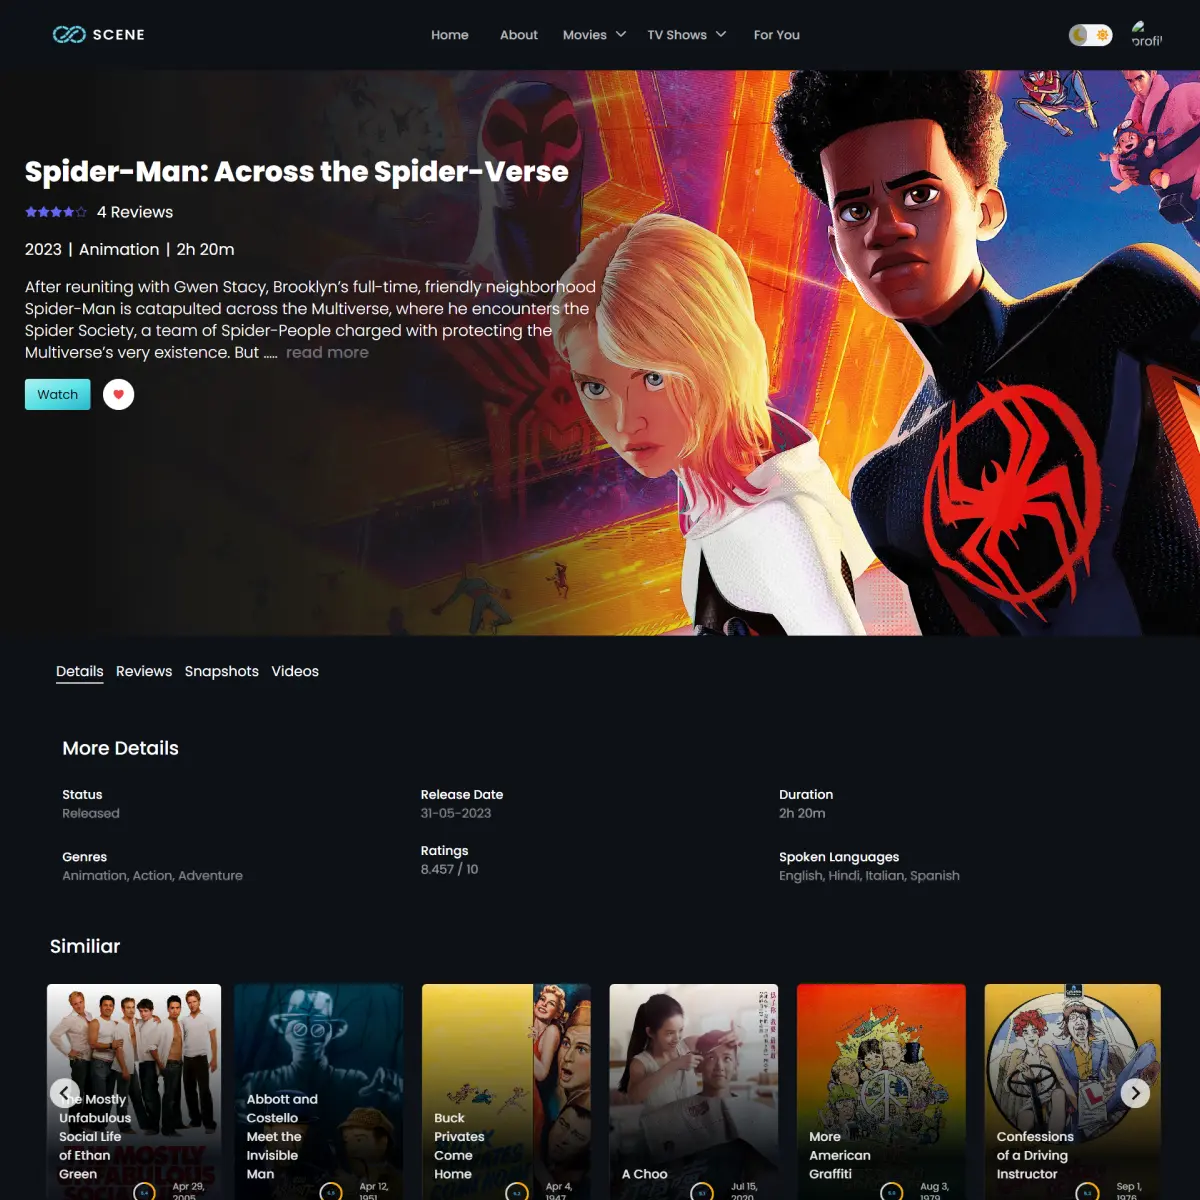 SCENE
Home
About
Movies
TV Shows
For You
profil
Spider-Man: Across the Spider-Verse
4 Reviews
2023 | Animation | 2h 20m
After reuniting with Gwen Stacy, Brooklyn's full-time, friendly neighborhood
Spider-Man is catapulted across the Multiverse, where he encounters the
Spider Society, a team of Spider-People charged with protecting the
Multiverse's very existence. But ..... read more
Watch
Details
Reviews
Snapshots
Videos
More Details
Status
Released
Release Date
31-05-2023
Duration
2h 20m
Genres
Animation, Action, Adventure
Ratings
8.457 / 10
Spoken Languages
English, Hindi, Italian, Spanish
Similiar
The Mostly
Unfabulous
Social Life
of Ethan
Green
Apr 29,
2005
Abbott and
Costello
Meet the
Invisible
Man
Apr 12,
1951
Buck
Privates
Come
Home
Apr 4,
1947
A Choo
Jul 15,
2020
More
American
Graffiti
Aug 3,
1979
Confessions
of a Driving
Instructor
Sep 1,
1976